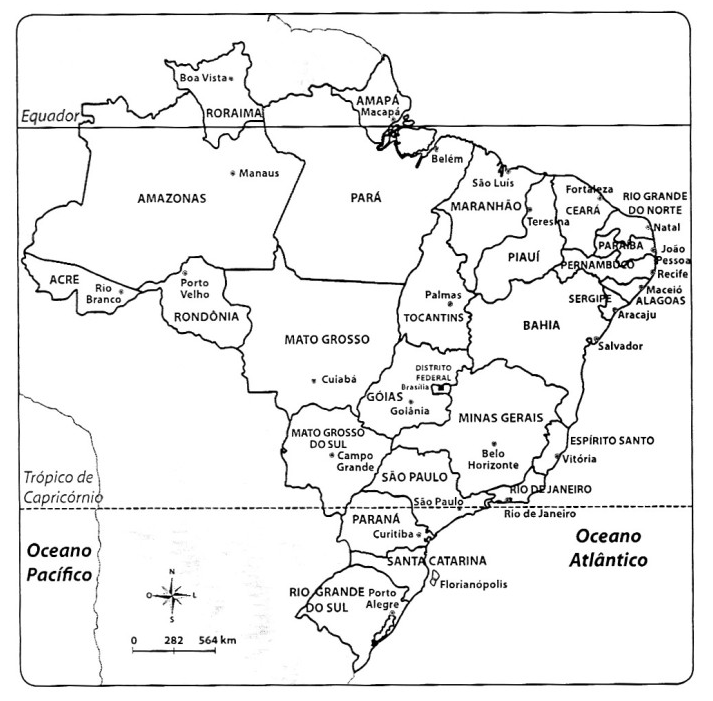 Boa Vista
RORAIMA
AMAPÁ
Macapá
Equador
Belém
Manaus
São Luís
Fortaleza
RIO GRANDE
DO NORTE
AMAZONAS
PARÁ
MARANHÃO
CEARÁ
Teresina
Natal
PARAÍBA
João
Pessoa
PIAUÍ
PERNAMBUCO
Recife
ACRE
Rio
Branco
Porto
Velho
Maceió
Palmas
SERGIPE
ALAGOAS
RONDÔNIA
TOCANTINS
Aracaju
BAHIA
MATO GROSSO
Salvador
DISTRITO
FEDERAL
Brasília
Cuiabá
GÓIAS
Goiânia
MINAS GERAIS
MATO GROSSO
DO SUL
ESPÍRITO SANTO
Campo
Grande
Belo
Horizonte
Vitória
Trópico de
Capricórnio
SÃO PAULO
RIO DE JANEIRO
São Paulo
Rio de Janeiro
PARANÁ
Curitiba
Oceano
Pacífico
Oceano
Atlântico
SANTA CATARINA
N
O
L
S
Florianópolis
RIO GRANDE
DO SUL
Porto
Alegre
0 282 564 km